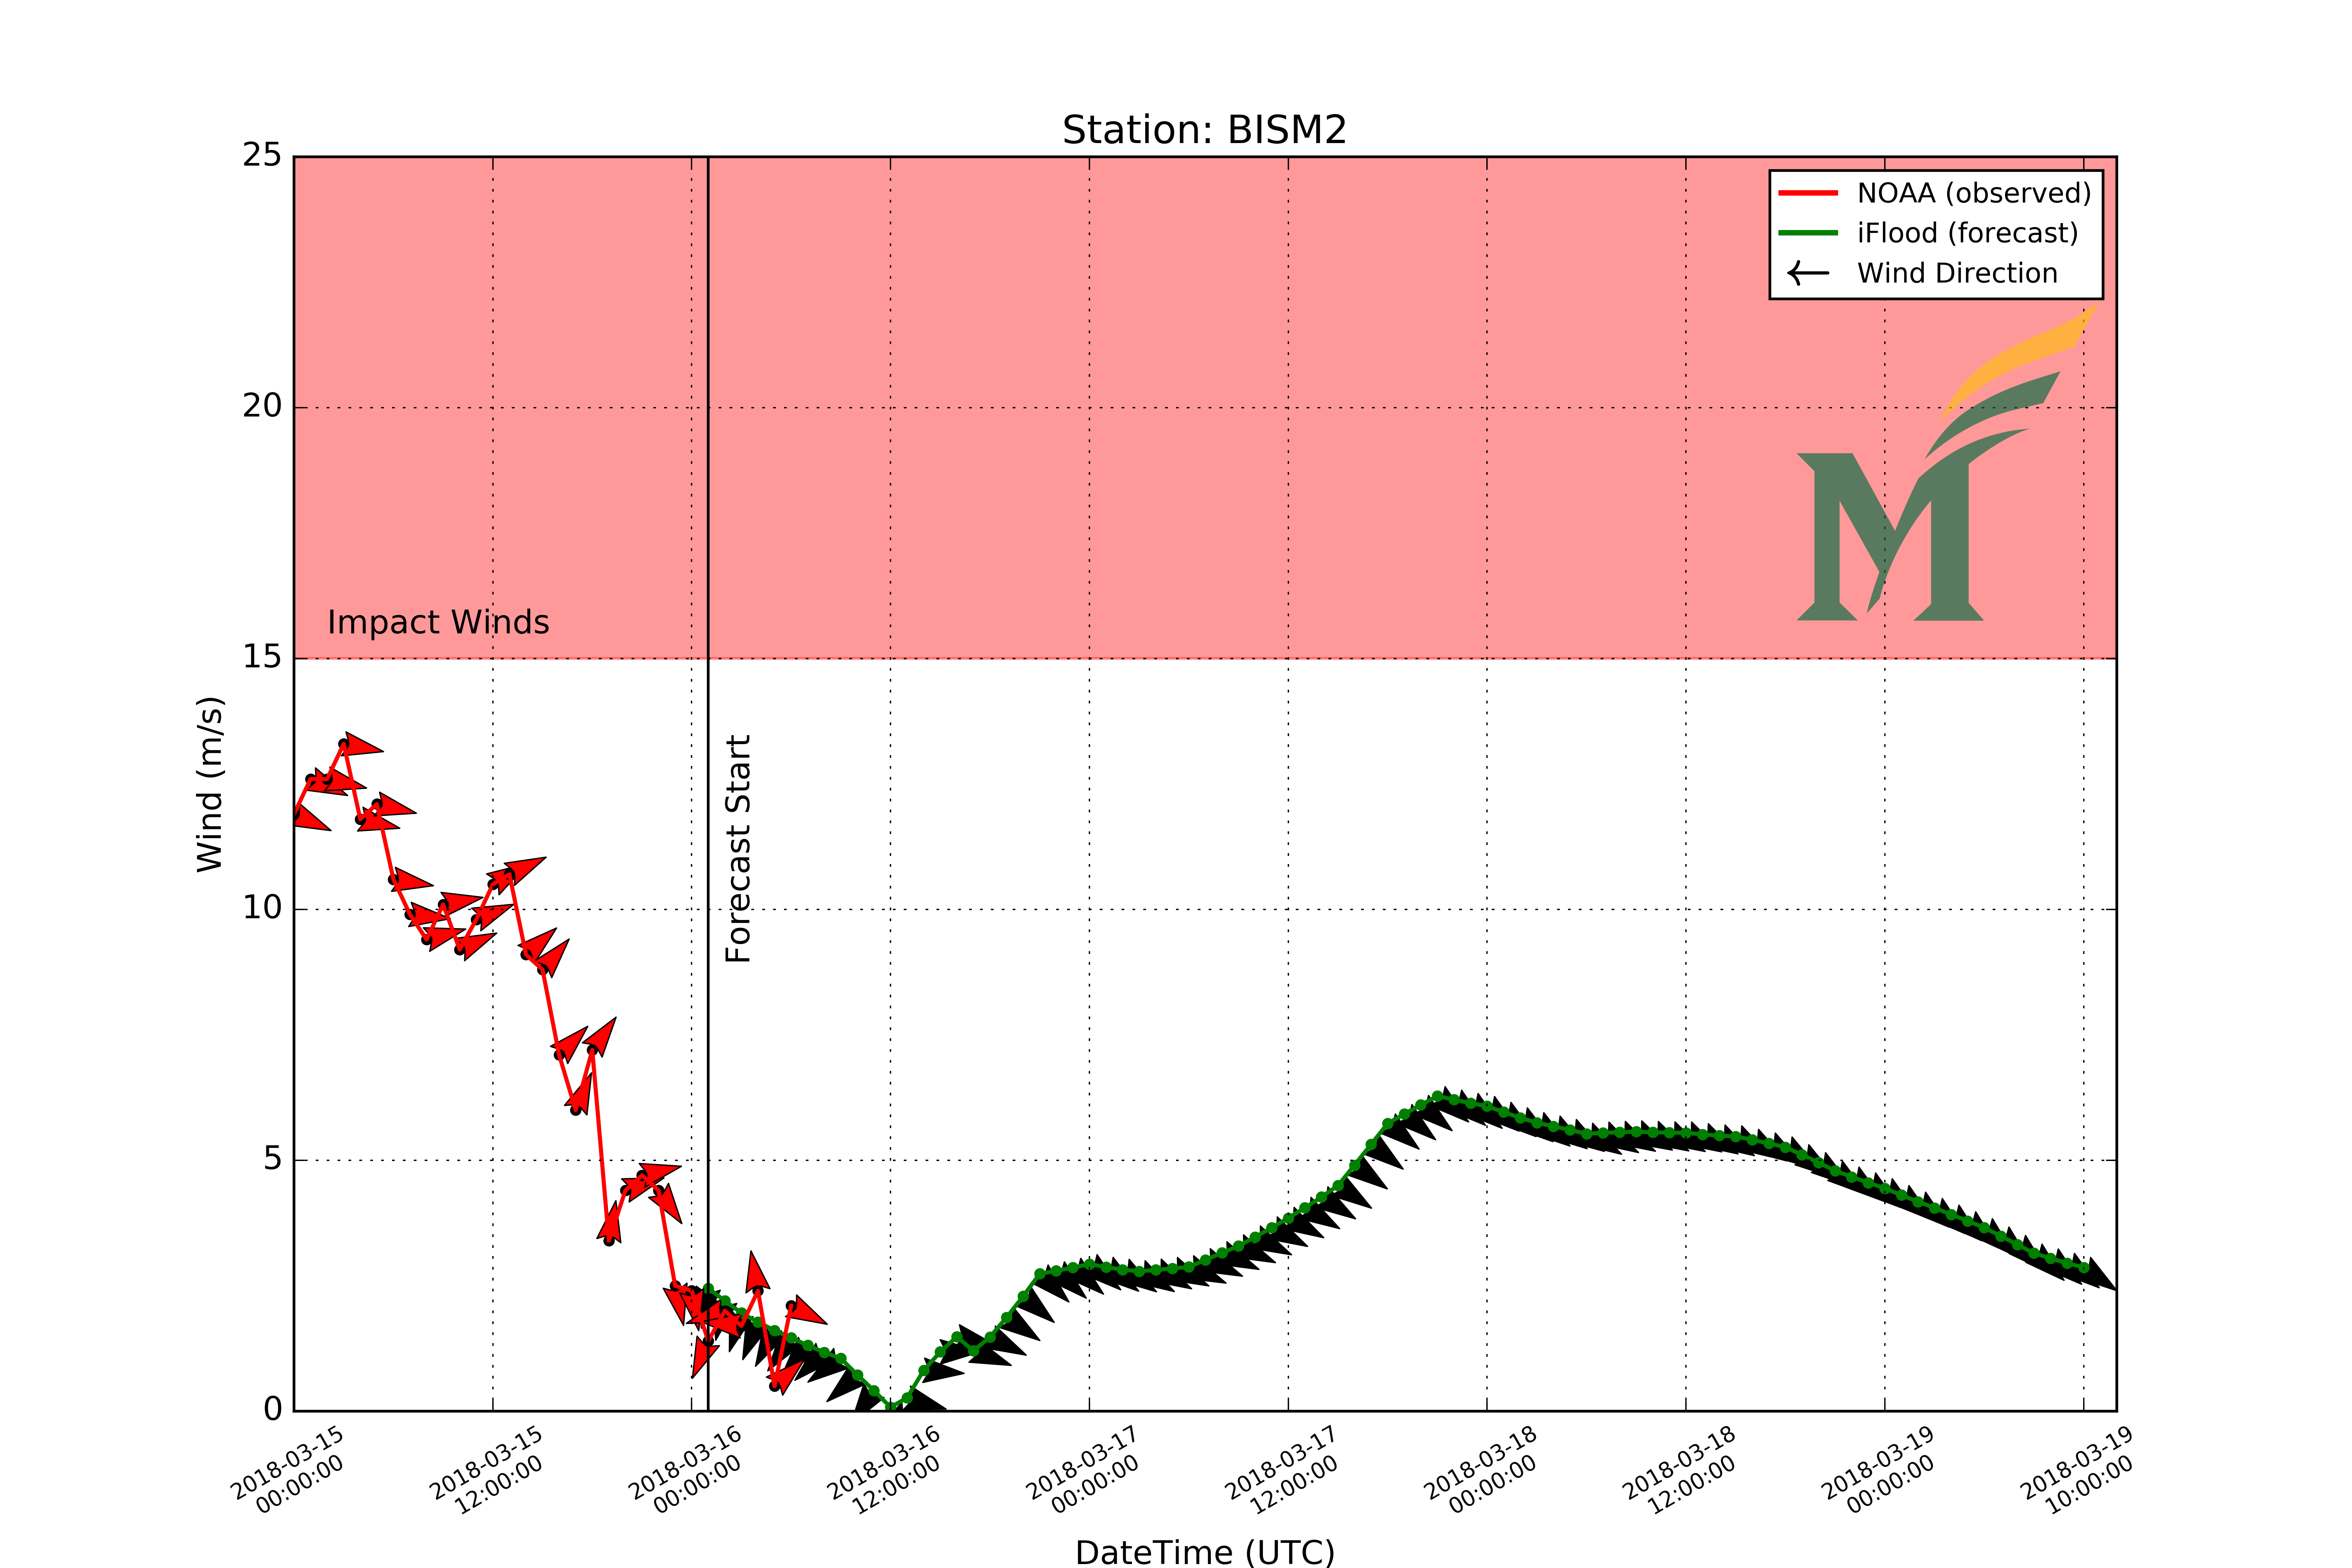 Station: BISM2
25
20
15
10
5
0
Wind (m/s)
NOAA (observed)
iFlood (forecast)
Wind Direction
M
Impact Winds
Forecast Start
2018-03-15
00:00:00
2018-03-15
12:00:00
2018-03-16
00:00:00
2018-03-16
12:00:00
2018-03-17
00:00:00
2018-03-17
12:00:00
2018-03-18
00:00:00
2018-03-18
12:00:00
2018-03-19
00:00:00
2018-03-19
10:00:00
DateTime (UTC)